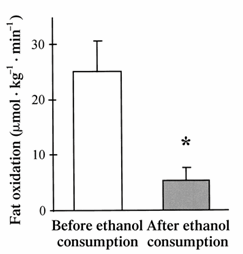 Fat oxidation (μmol · kg⁻¹ · min⁻¹)
30
20
10
0
*
Before ethanol After ethanol
consumption consumption